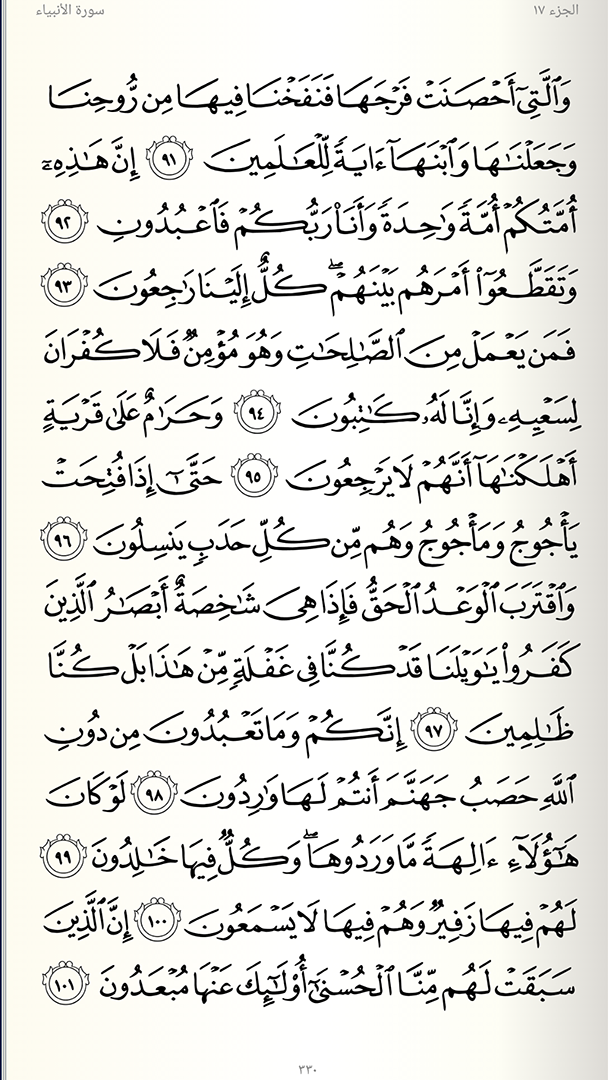 الجزء ١٧
سورة الأنبياء
وَٱلَّتِىٓ أَحۡصَنَتۡ فَرۡجَهَا فَنَفَخۡنَا فِيهَا مِن رُّوحِنَا
وَجَعَلۡنَٰهَا وَٱبۡنَهَآ ءَايَةٗ لِّلۡعَٰلَمِينَ ٩١ إِنَّ هَٰذِهِۦٓ
أُمَّتُكُمۡ أُمَّةٗ وَٰحِدَةٗ وَأَنَا۠ رَبُّكُمۡ فَٱعۡبُدُونِ ٩٢
وَتَقَطَّعُوٓاْ أَمۡرَهُم بَيۡنَهُمۡۖ كُلٌّ إِلَيۡنَا رَٰجِعُونَ ٩٣
فَمَن يَعۡمَلۡ مِنَ ٱلصَّٰلِحَٰتِ وَهُوَ مُؤۡمِنٞ فَلَا كُفۡرَانَ
لِسَعۡيِهِۦ وَإِنَّا لَهُۥ كَٰتِبُونَ ٩٤ وَحَرَٰمٌ عَلَىٰ قَرۡيَةٍ
أَهۡلَكۡنَٰهَآ أَنَّهُمۡ لَا يَرۡجِعُونَ ٩٥ حَتَّىٰٓ إِذَا فُتِحَتۡ
يَأۡجُوجُ وَمَأۡجُوجُ وَهُم مِّن كُلِّ حَدَبٖ يَنسِلُونَ ٩٦
وَٱقۡتَرَبَ ٱلۡوَعۡدُ ٱلۡحَقُّ فَإِذَا هِىَ شَٰخِصَةٌ أَبۡصَٰرُ ٱلَّذِينَ
كَفَرُواْ يَٰوَيۡلَنَا قَدۡ كُنَّا فِى غَفۡلَةٖ مِّنۡ هَٰذَا بَلۡ كُنَّا
ظَٰلِمِينَ ٩٧ إِنَّكُمۡ وَمَا تَعۡبُدُونَ مِن دُونِ
ٱللَّهِ حَصَبُ جَهَنَّمَ أَنتُمۡ لَهَا وَٰرِدُونَ ٩٨ لَوۡ كَانَ
هَٰٓؤُلَآءِ ءَالِهَةٗ مَّا وَرَدُوهَاۖ وَكُلّٞ فِيهَا خَٰلِدُونَ ٩٩
لَهُمۡ فِيهَا زَفِيرٞ وَهُمۡ فِيهَا لَا يَسۡمَعُونَ ١٠٠ إِنَّ ٱلَّذِينَ
سَبَقَتۡ لَهُم مِّنَّا ٱلۡحُسۡنَىٰٓ أُوْلَٰٓئِكَ عَنۡهَا مُبۡعَدُونَ ١٠١
٣٣٠